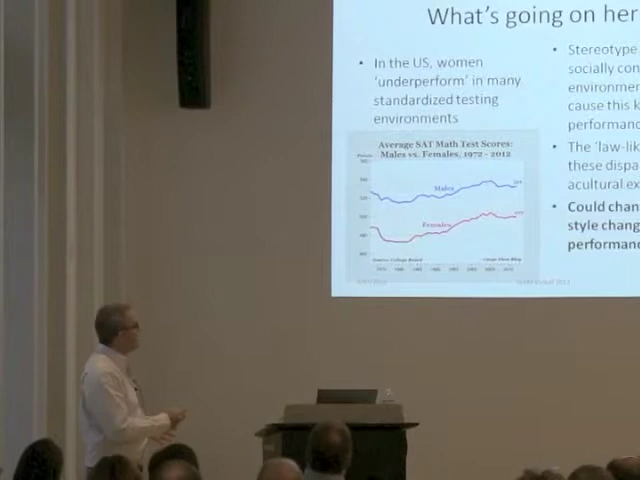 What's going on her
• In the US, women
'underperform' in many
standardized testing
environments
Average SAT Math Test Scores:
Males vs. Females, 1972 - 2012
Males
Females
• Stereotype
socially con
environmen
cause this k
performanc
• The 'law-lik
these dispa
acultural ex
• Could chan
style chang
performanc